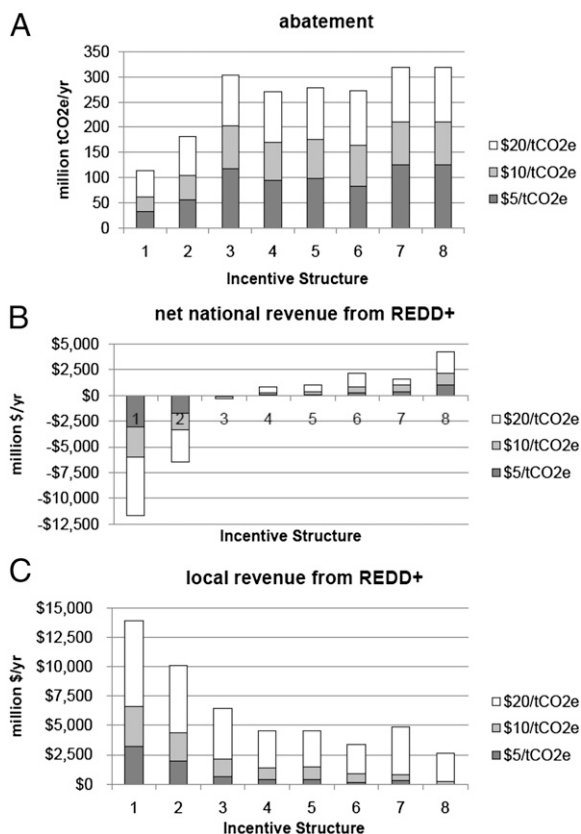 A
abatement
million tCO2e/yr
350
300
250
200
150
100
50
0
1 2 3 4 5 6 7 8
Incentive Structure
$20/tCO2e
$10/tCO2e
$5/tCO2e
B
net national revenue from REDD+
million $/yr
$5,000
$2,500
$0
-$2,500
-$5,000
-$7,500
-$10,000
-$12,500
1 2 3 4 5 6 7 8
Incentive Structure
$20/tCO2e
$10/tCO2e
$5/tCO2e
C
local revenue from REDD+
million $/yr
$15,000
$12,500
$10,000
$7,500
$5,000
$2,500
$0
1 2 3 4 5 6 7 8
Incentive Structure
$20/tCO2e
$10/tCO2e
$5/tCO2e